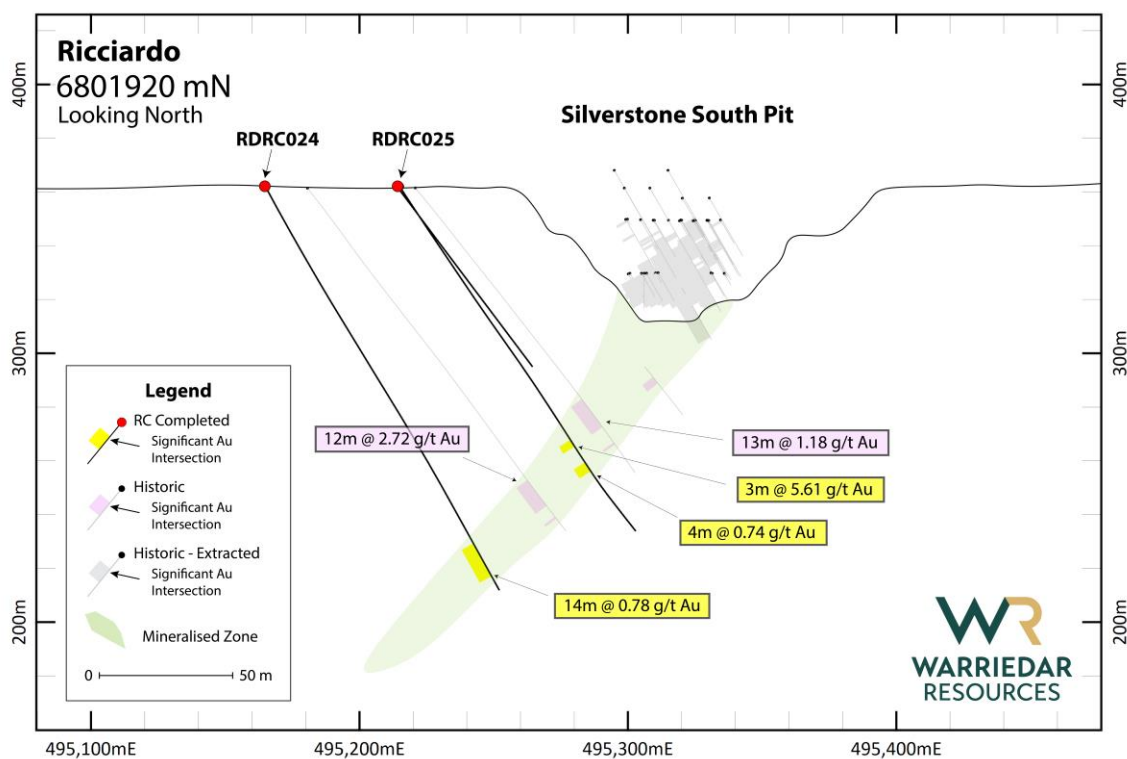 Ricciardo
6801920 mN
Looking North
Silverstone South Pit
RDRC024
RDRC025
400m
300m
200m
400m
300m
200m
Legend
RC Completed
Significant Au
Intersection
Historic
Significant Au
Intersection
Historic - Extracted
Significant Au
Intersection
Mineralised Zone
0
50 m
12m @ 2.72 g/t Au
13m @ 1.18 g/t Au
3m @ 5.61 g/t Au
4m @ 0.74 g/t Au
14m @ 0.78 g/t Au
WR
WARRIEDAR
RESOURCES
495,100mE
495,200mE
495,300mE
495,400mE